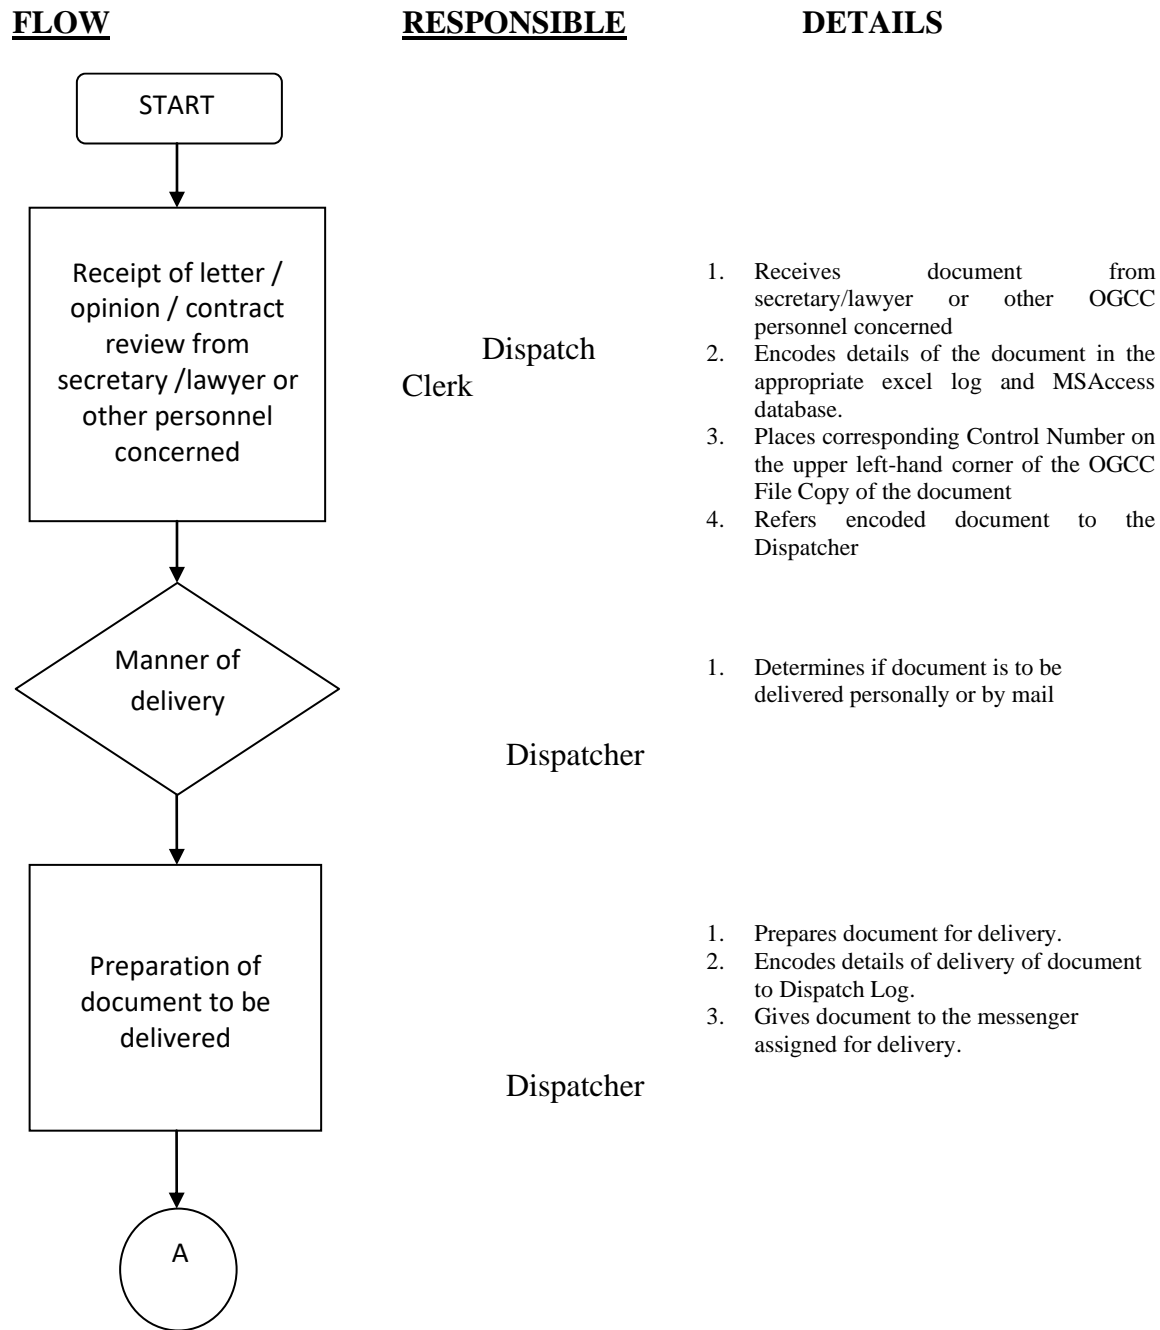 FLOW RESPONSIBLE DETAILS
START
Receipt of letter /
opinion / contract
review from
secretary /lawyer or
other personnel
concerned
Dispatch
Clerk
1. Receives document from
secretary/lawyer or other OGCC
personnel concerned
2. Encodes details of the document in the
appropriate excel log and MSAccess
database.
3. Places corresponding Control Number on
the upper left-hand corner of the OGCC
File Copy of the document
4. Refers encoded document to the
Dispatcher
Manner of
delivery
Dispatcher
1. Determines if document is to be
delivered personally or by mail
Preparation of
document to be
delivered
Dispatcher
1. Prepares document for delivery.
2. Encodes details of delivery of document
to Dispatch Log.
3. Gives document to the messenger
assigned for delivery.
A